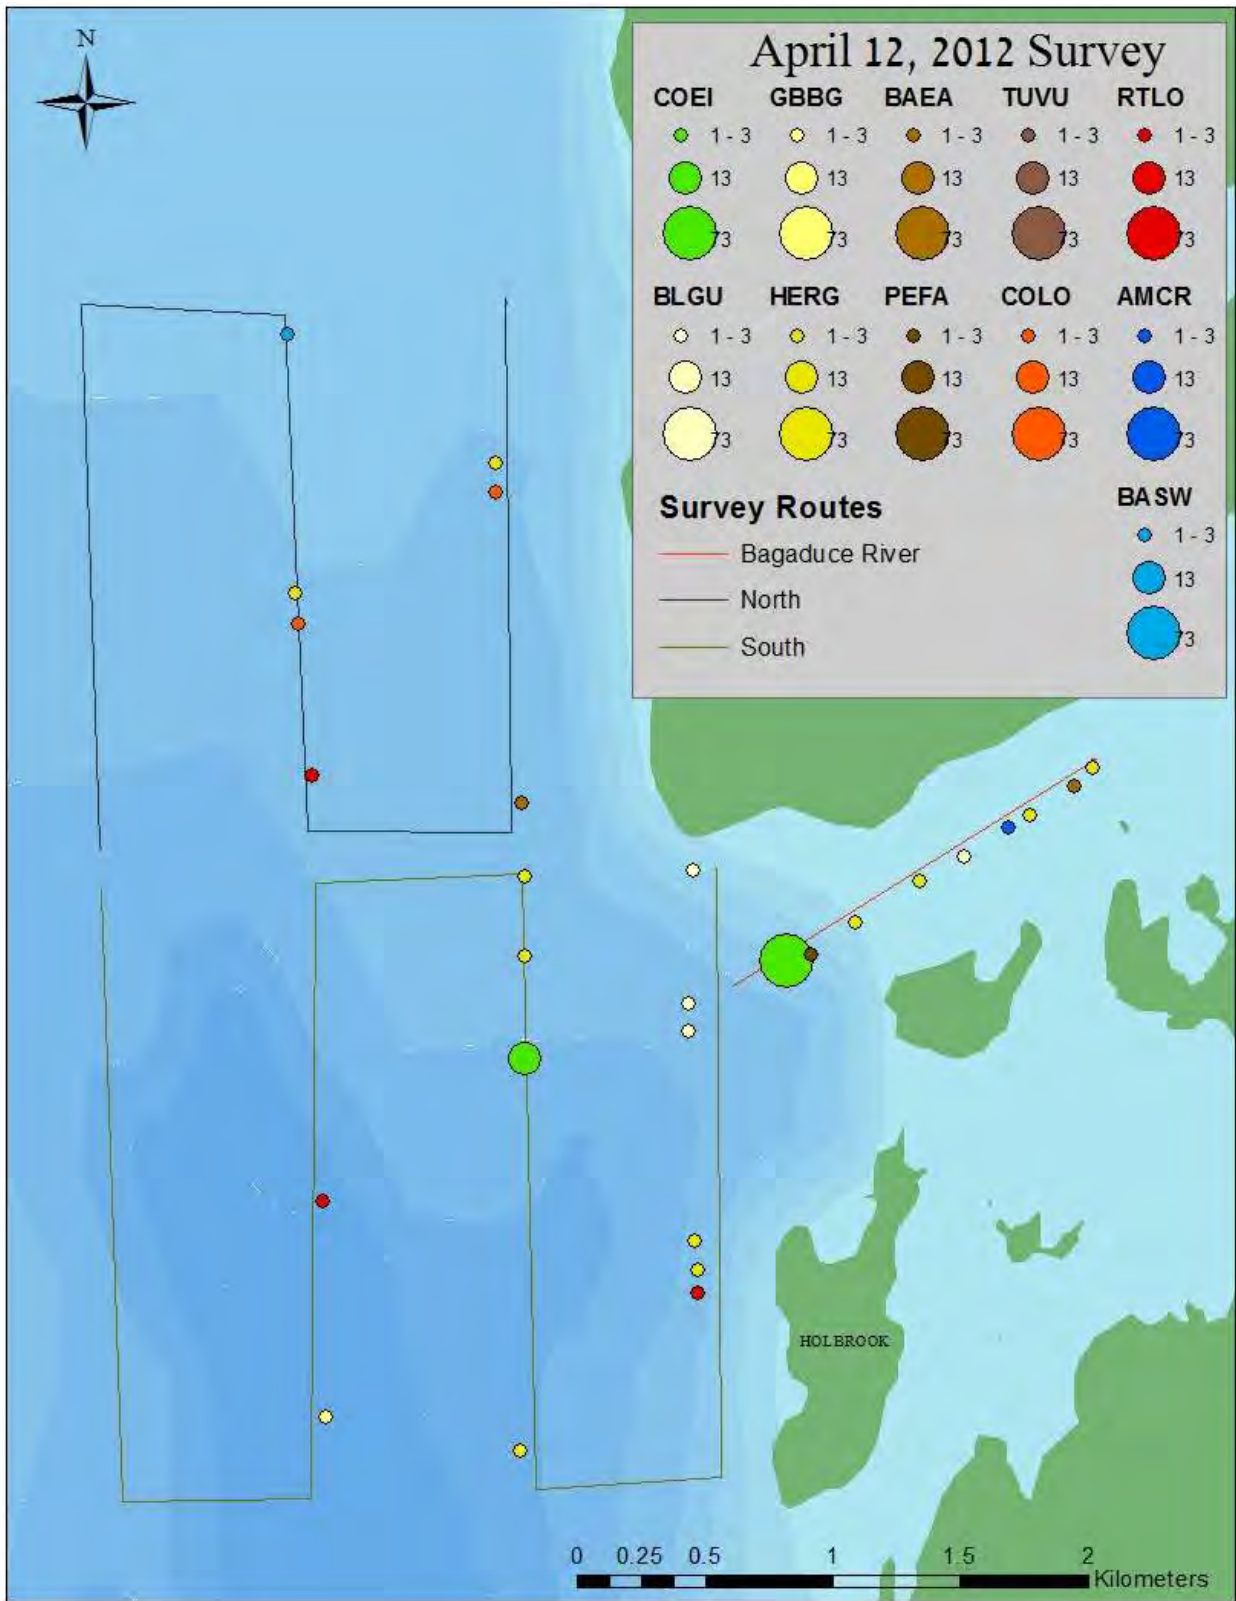 N
April 12, 2012 Survey
COEI GBBG BAEA TUVU RTLO
1 - 3 1 - 3 1 - 3 1 - 3 1 - 3
13 13 13 13 13
73 73 73 73 73
BLGU HERG PEFA COLO AMCR
1 - 3 1 - 3 1 - 3 1 - 3 1 - 3
13 13 13 13 13
73 73 73 73 73
Survey Routes
Bagaduce River
North
South
BASW
1 - 3
13
73
HOLBROOK
0 0.25 0.5 1 1.5 2
Kilometers